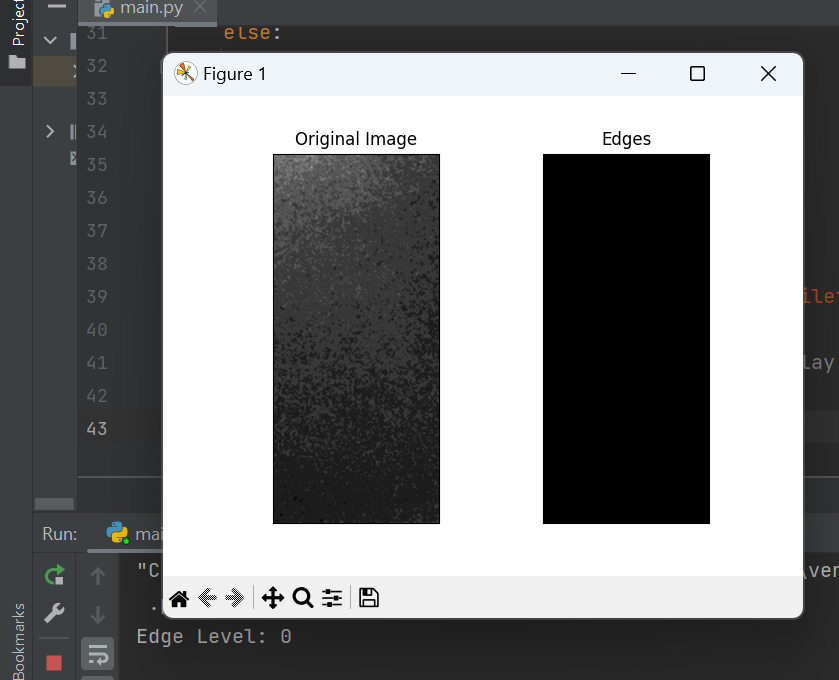 Project
main.py
31 else:
32
33
34
35
36
37
38
39
40
41
42
43
Figure 1
Original Image
Edges
Run:
"C
Edge Level: 0
Bookmarks